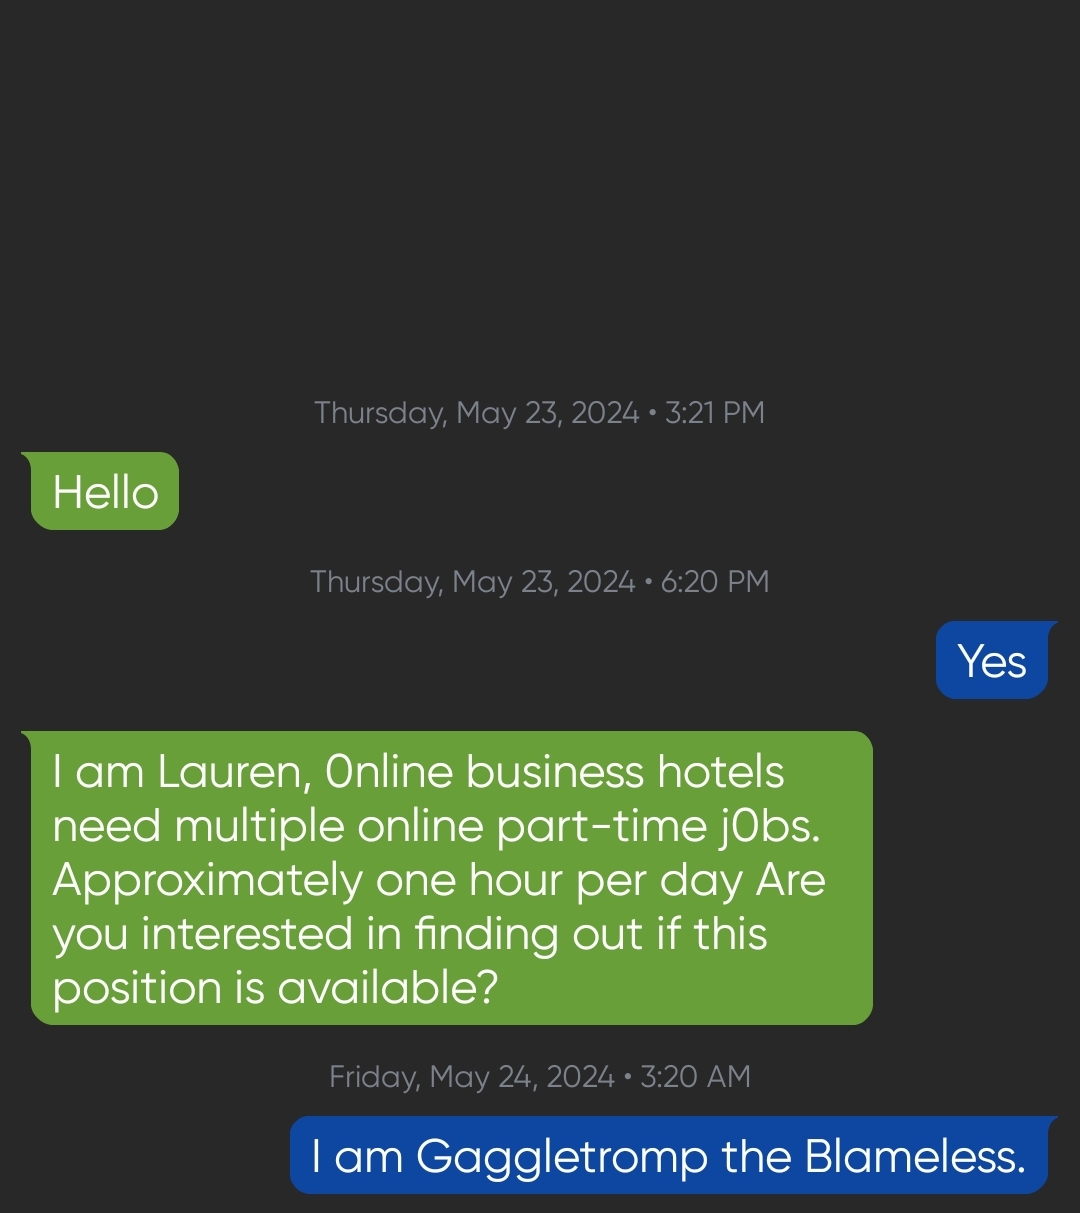 Thursday, May 23, 2024 • 3:21 PM
Hello
Thursday, May 23, 2024 • 6:20 PM
Yes
I am Lauren, 0nline business hotels
need multiple online part-time j0bs.
Approximately one hour per day Are
you interested in finding out if this
position is available?
Friday, May 24, 2024 • 3:20 AM
I am Gaggletromp the Blameless.